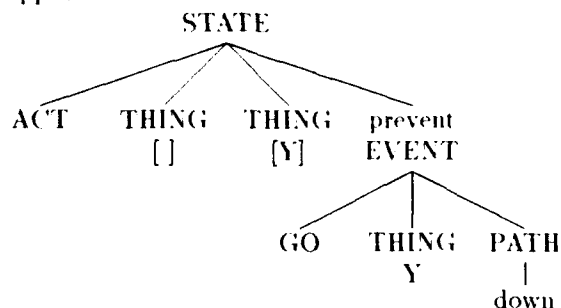 STATE
ACT THING THING prevent
[ ] [Y] EVENT
GO THING PATH
Y
down